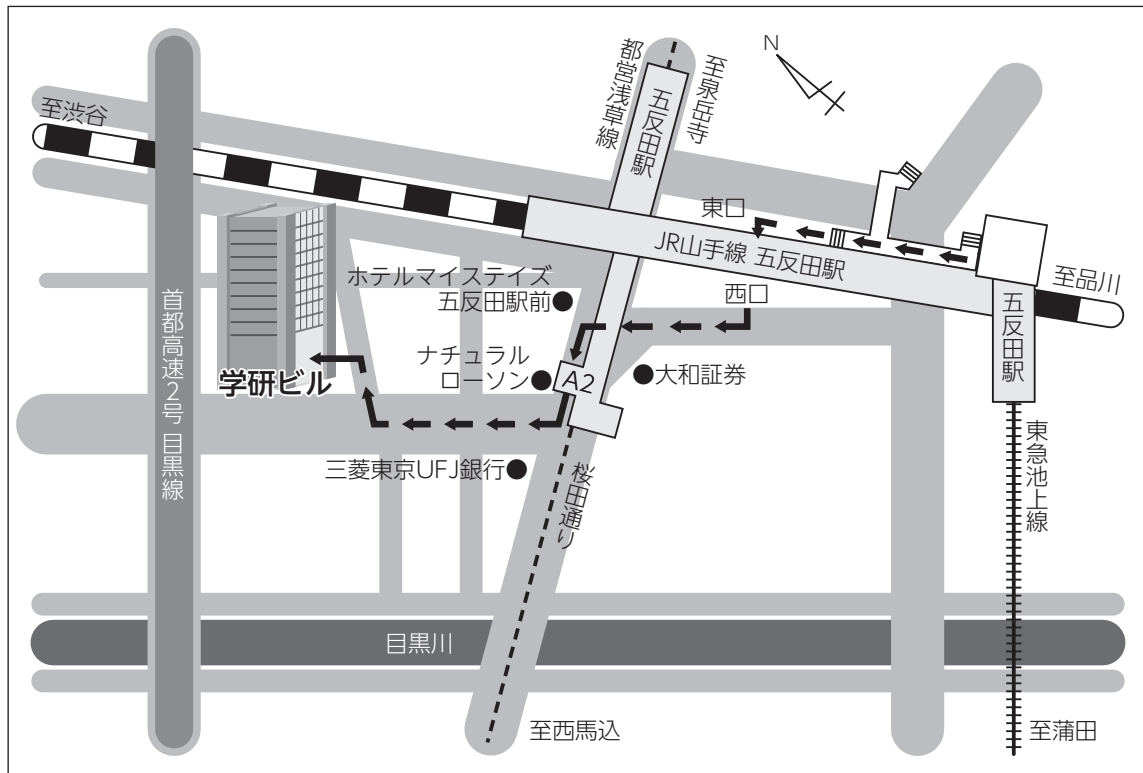 至渋谷
都営浅草線
至泉岳寺
五反田駅
N
東口
JR山手線 五反田駅
至品川
ホテルマイステイズ
五反田駅前●
西口
五反田駅
首都高速2号 目黒線
ナチュラル
ローソン●
A2
●大和証券
学研ビル
三菱東京UFJ銀行●
桜田通り
東急池上線
目黒川
至西馬込
至蒲田